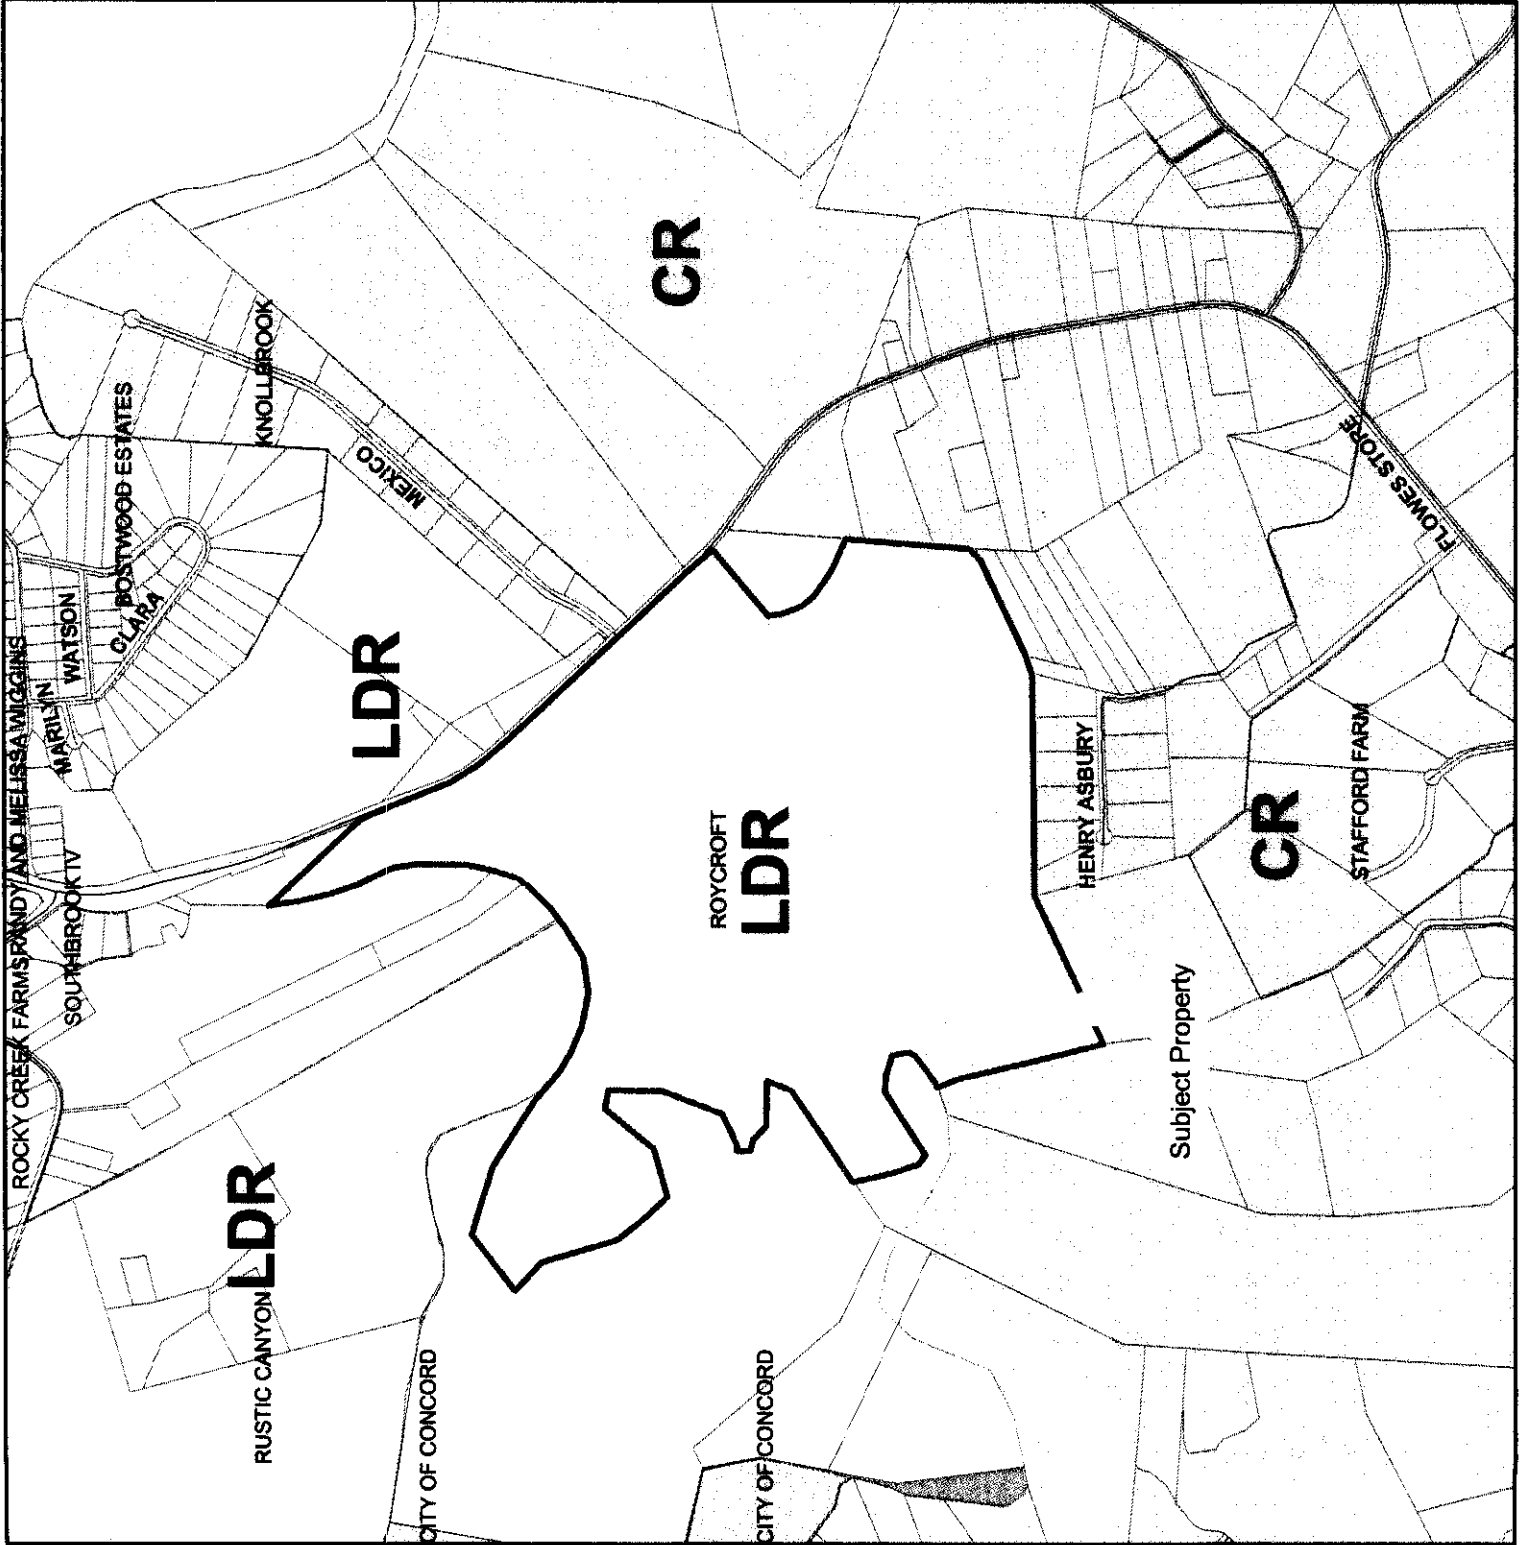 ROCKY CREEK FARMS
RANDY AND MELISSA WIGGINS
SOUTHBROOK IV
MARILYN
WATSON
CLARA
BOSTWOOD ESTATES
KNOLLBROOK
MEXICO
RUSTIC CANYON
LDR
LDR
CITY OF CONCORD
CR
ROYCROFT
LDR
CITY OF CONCORD
HENRY ASBURY
Subject Property
CR
STAFFORD FARM
FLOWES STORE